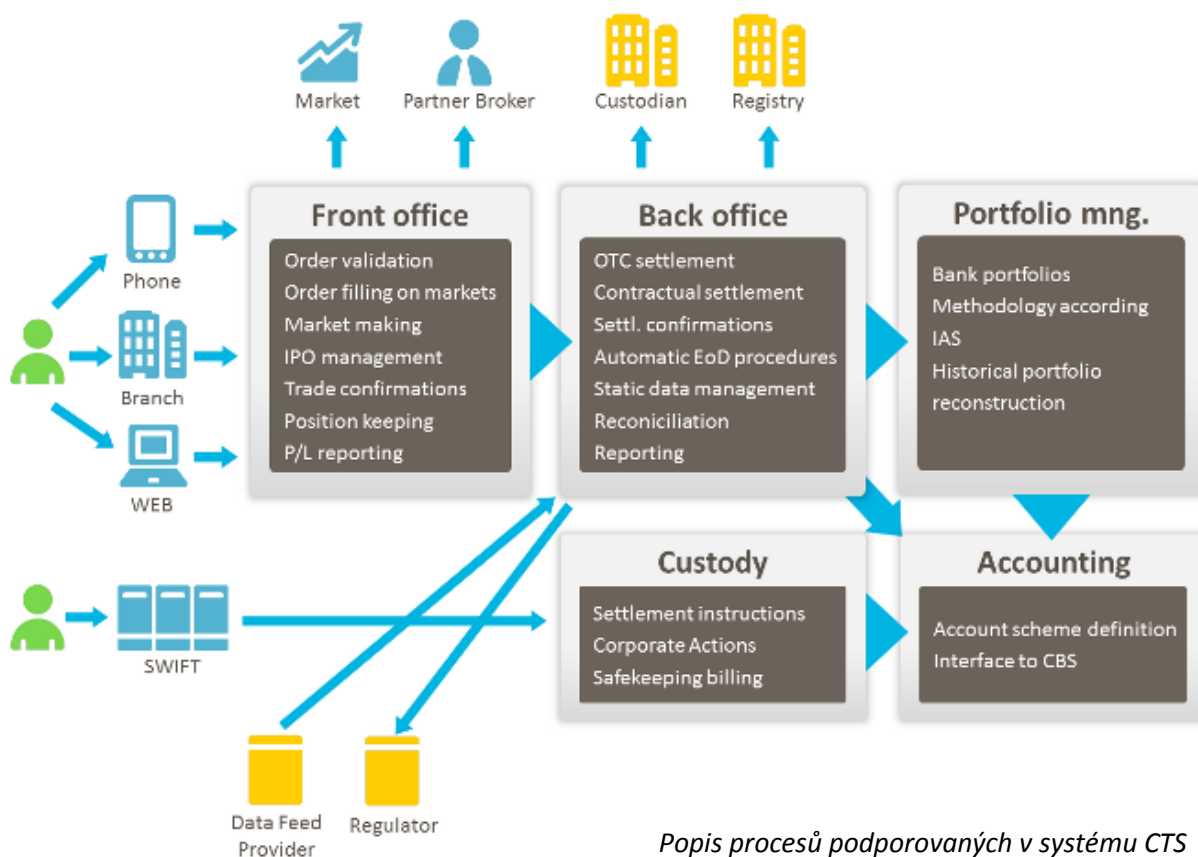 Market
Partner Broker
Custodian
Registry
Phone
Branch
WEB
Front office
Order validation
Order filling on markets
Market making
IPO management
Trade confirmations
Position keeping
P/L reporting
Back office
OTC settlement
Contractual settlement
Settl. confirmations
Automatic EoD procedures
Static data management
Reconiciliation
Reporting
Portfolio mng.
Bank portfolios
Methodology according
IAS
Historical portfolio
reconstruction
SWIFT
Custody
Settlement instructions
Corporate Actions
Safekeeping billing
Accounting
Account scheme definition
Interface to CBS
Data Feed
Provider
Regulator
Popis procesů podporovaných v systému CTS